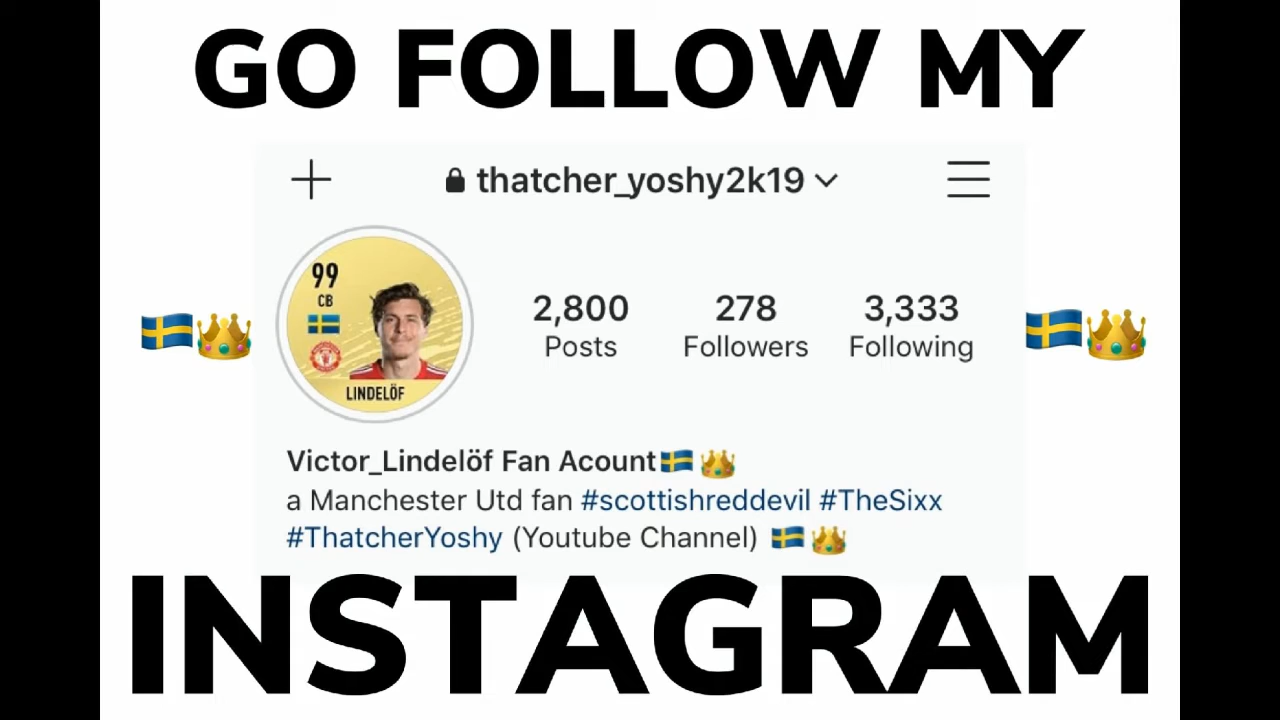 GO FOLLOW MY
thatcher_yoshy2k19
99
CB
LINDELÖF
2,800 278 3,333
Posts Followers Following
Victor_Lindelöf Fan Acount🇸🇪👑
a Manchester Utd fan #scottishreddevil #TheSixx
#ThatcherYoshy (Youtube Channel) 🇸🇪👑
INSTAGRAM